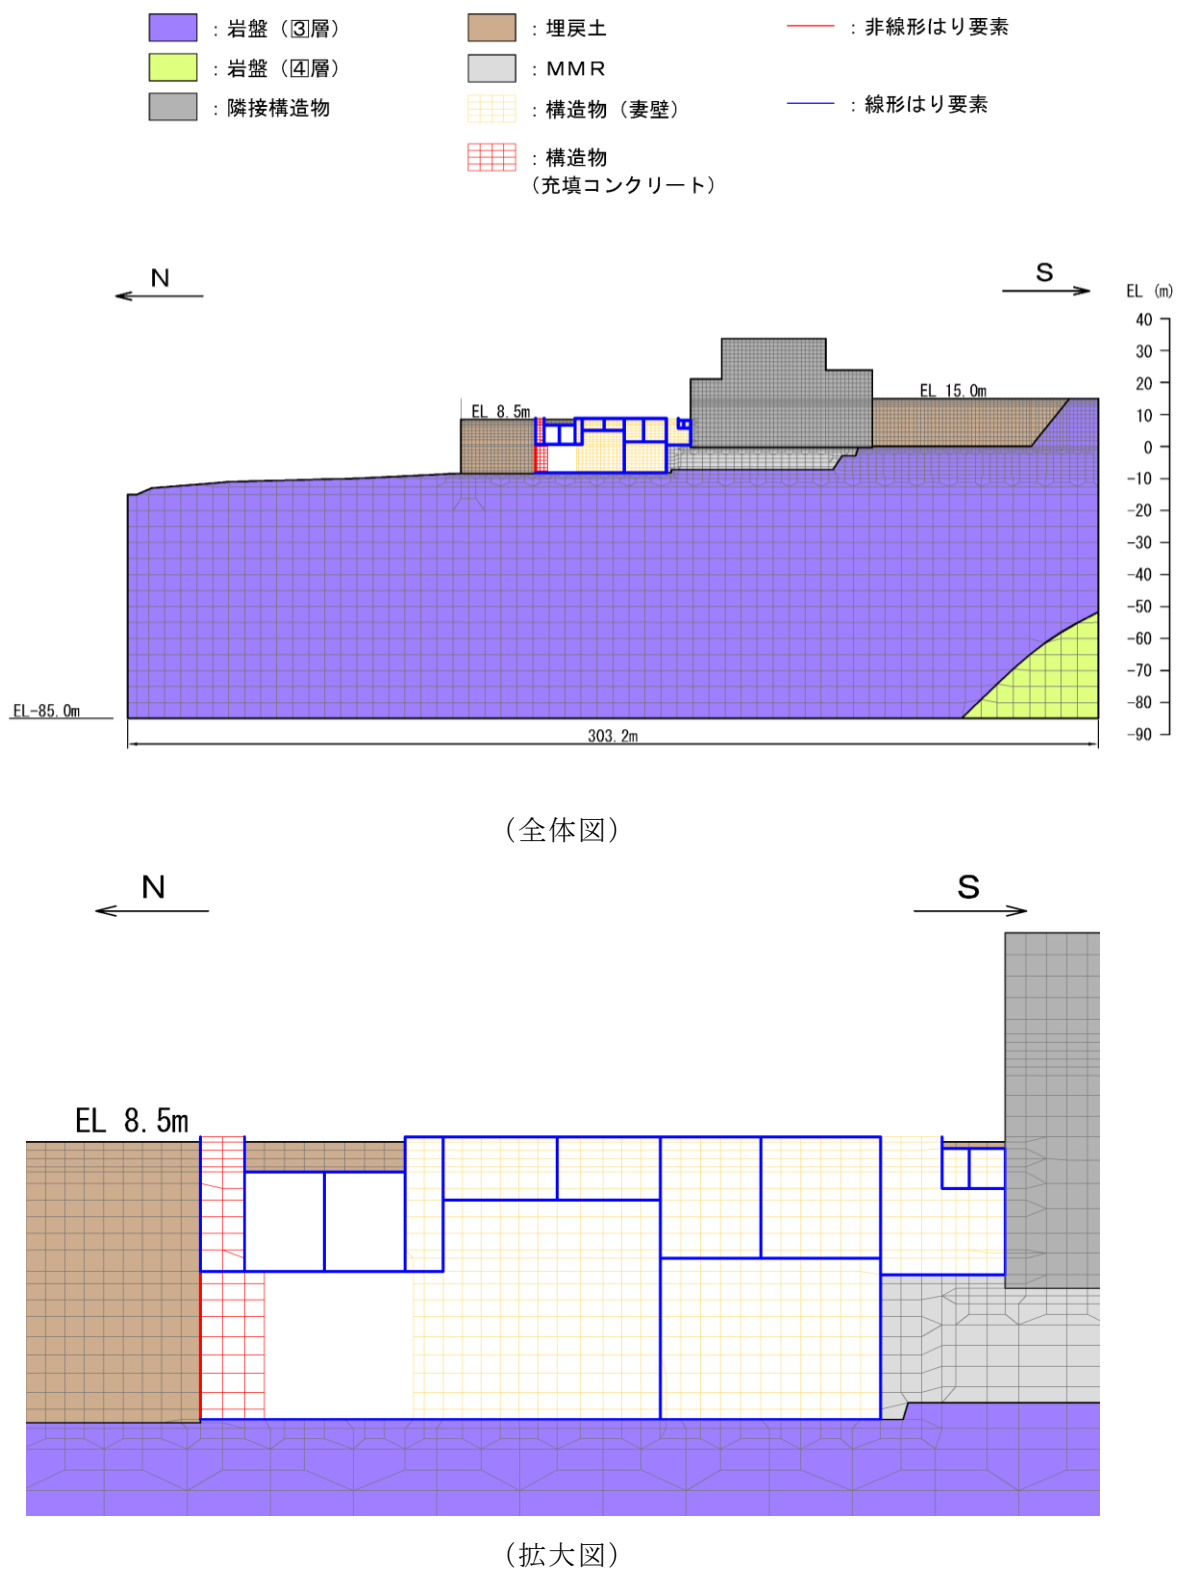 ：岩盤（3層）
：埋戻土
：非線形はり要素
：岩盤（4層）
：ＭＭＲ
：隣接構造物
：構造物（妻壁）
：線形はり要素
：構造物
（充填コンクリート）
N
S
EL (m)
40
30
20
10
0
-10
-20
-30
-40
-50
-60
-70
-80
-90
EL 15.0m
EL 8.5m
EL-85.0m
303.2m
（全体図）
N
S
EL 8.5m
（拡大図）